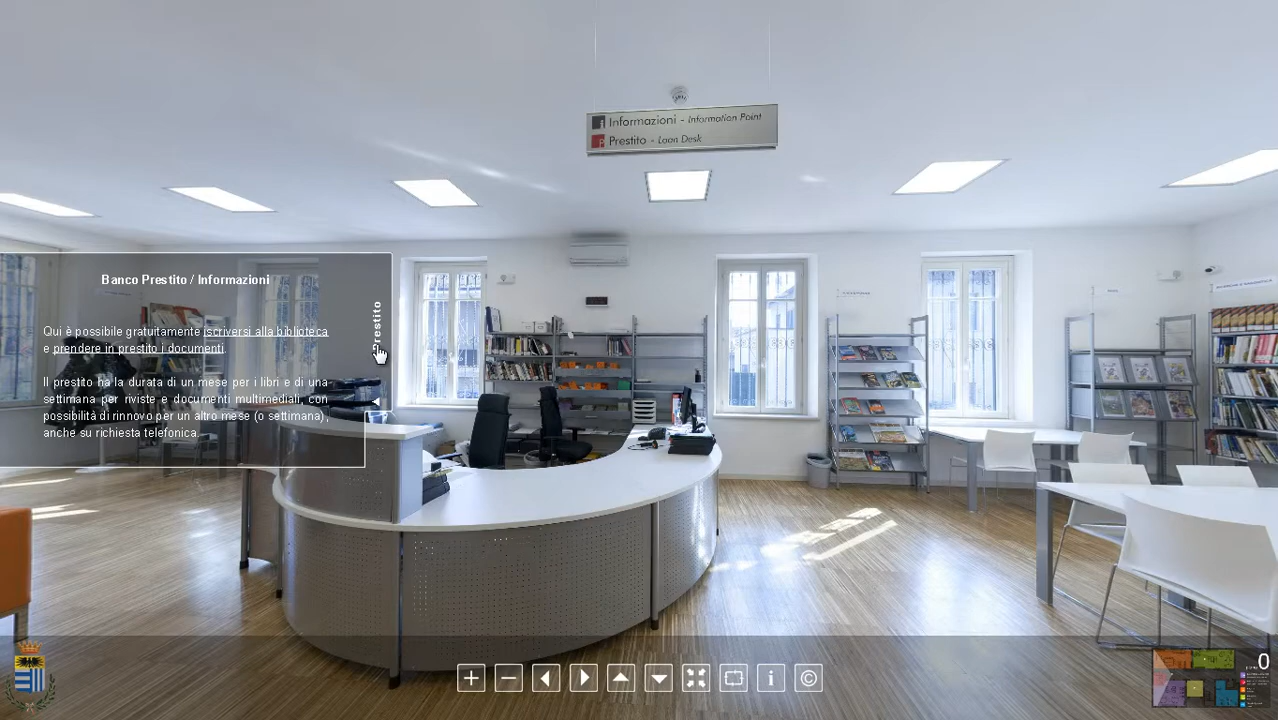 Informazioni - Information Point
Prestito - Loan Desk
Banco Prestito / Informazioni
Prestito
Qui è possibile gratuitamente iscriversi alla biblioteca
e prendere in prestito i documenti.
Il prestito ha la durata di un mese per i libri e di una
settimana per riviste e documenti multimediali, con
possibilità di rinnovo per un altro mese (o settimana),
anche su richiesta telefonica.
0